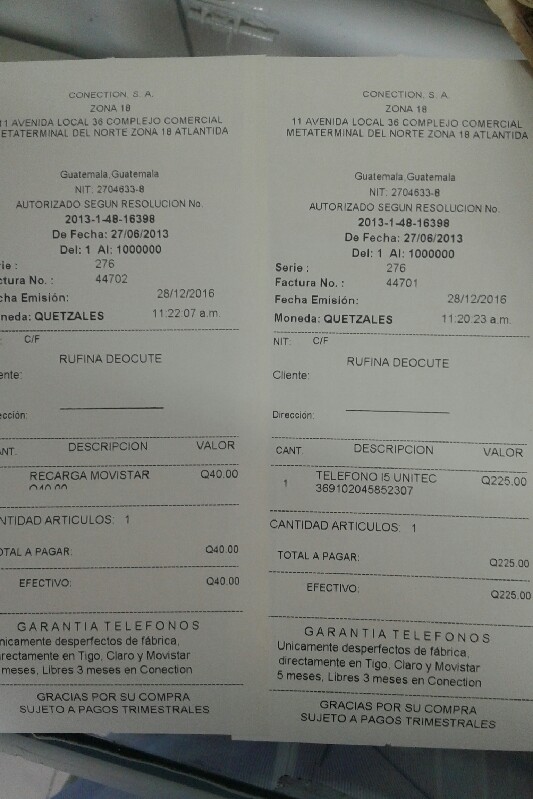 CONECTION, S. A.
ZONA 18
11 AVENIDA LOCAL 36 COMPLEJO COMERCIAL
METATERMINAL DEL NORTE ZONA 18 ATLANTIDA
Guatemala,Guatemala
NIT: 2704633-8
AUTORIZADO SEGUN RESOLUCION No.
2013-1-48-16398
De Fecha: 27/06/2013
Del: 1 Al: 1000000
rie : 276
actura No. : 44702
cha Emisión: 28/12/2016
oneda: QUETZALES 11:22:07 a.m.
: C/F
RUFINA DEOCUTE
ente:
ección:
ANT. DESCRIPCION VALOR
RECARGA MOVISTAR Q40.00
Q40.00
NTIDAD ARTICULOS: 1
OTAL A PAGAR: Q40.00
EFECTIVO: Q40.00
GARANTIA TELEFONOS
nicamente desperfectos de fábrica,
rectamente en Tigo, Claro y Movistar
meses, Libres 3 meses en Conection
GRACIAS POR SU COMPRA
SUJETO A PAGOS TRIMESTRALES
CONECTION, S. A.
ZONA 18
11 AVENIDA LOCAL 36 COMPLEJO COMERCIAL
METATERMINAL DEL NORTE ZONA 18 ATLANTIDA
Guatemala,Guatemala
NIT: 2704633-8
AUTORIZADO SEGUN RESOLUCION No.
2013-1-48-16398
De Fecha: 27/06/2013
Del: 1 Al: 1000000
Serie : 276
Factura No. : 44701
Fecha Emisión: 28/12/2016
Moneda: QUETZALES 11:20:23 a.m.
NIT: C/F
RUFINA DEOCUTE
Cliente:
Dirección:
CANT. DESCRIPCION VALOR
1 TELEFONO I5 UNITEC Q225.00
369102045852307
CANTIDAD ARTICULOS: 1
TOTAL A PAGAR: Q225.00
EFECTIVO: Q225.00
GARANTIA TELEFONOS
Unicamente desperfectos de fábrica,
directamente en Tigo, Claro y Movistar
5 meses, Libres 3 meses en Conection
GRACIAS POR SU COMPRA
SUJETO A PAGOS TRIMESTRALES